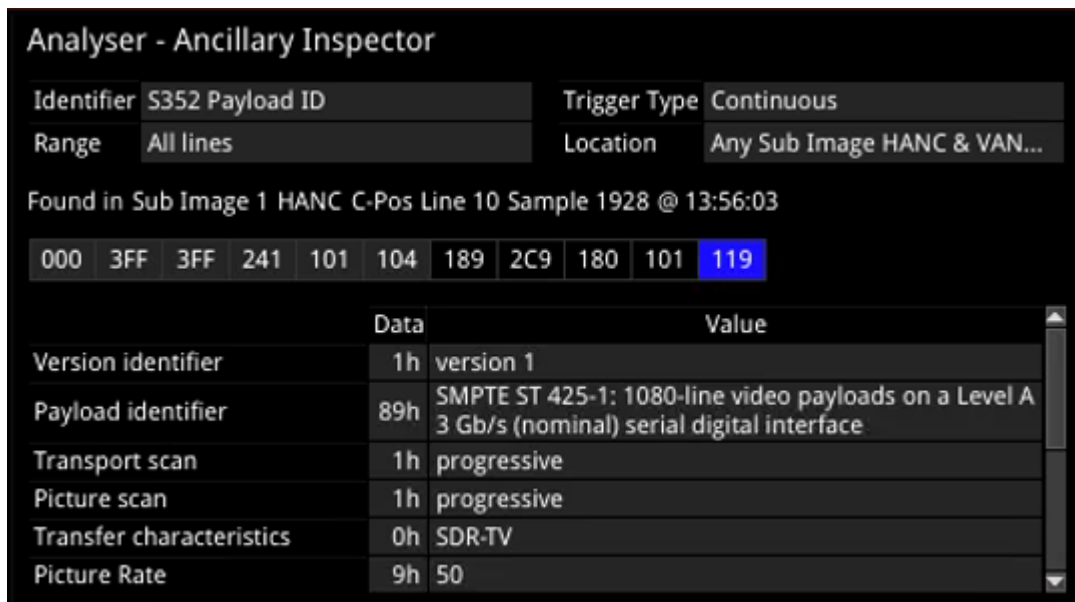 Analyser - Ancillary Inspector
Identifier S352 Payload ID Trigger Type Continuous
Range All lines Location Any Sub Image HANC & VAN...
Found in Sub Image 1 HANC C-Pos Line 10 Sample 1928 @ 13:56:03
000 3FF 3FF 241 101 104 189 2C9 180 101 119
Data Value
Version identifier 1h version 1
Payload identifier 89h SMPTE ST 425-1: 1080-line video payloads on a Level A
3 Gb/s (nominal) serial digital interface
Transport scan 1h progressive
Picture scan 1h progressive
Transfer characteristics 0h SDR-TV
Picture Rate 9h 50